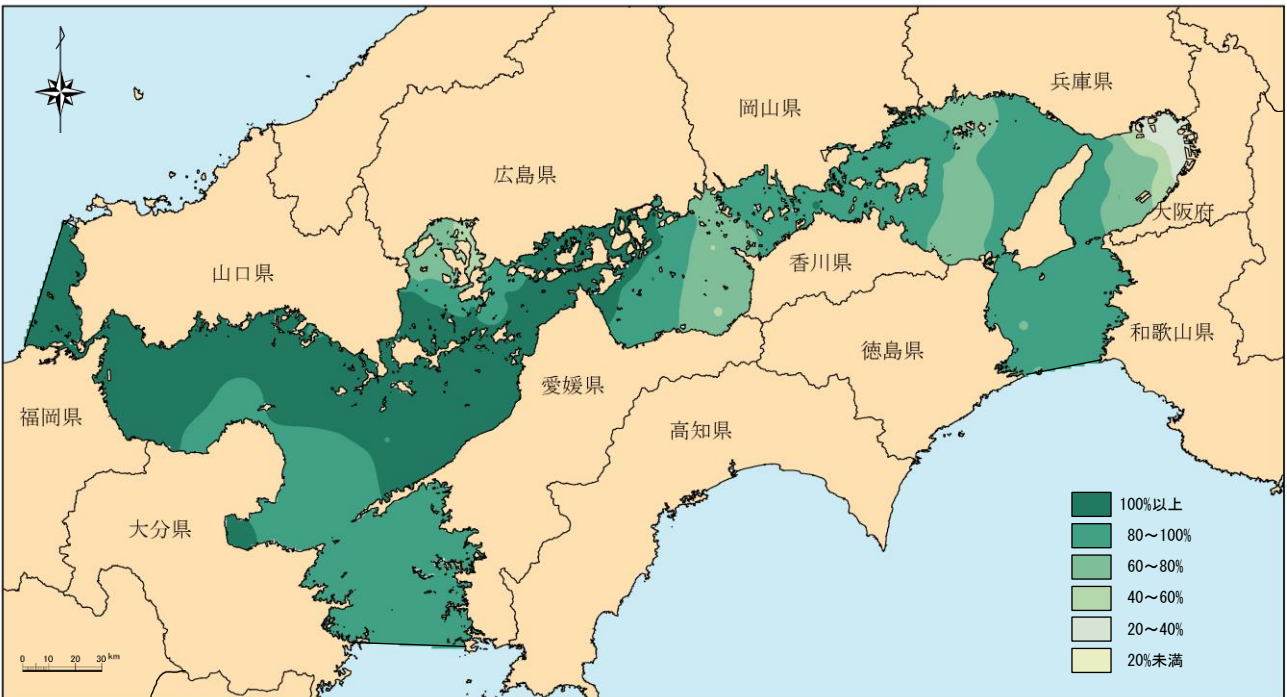 兵庫県
岡山県
広島県
大阪府
山口県
香川県
和歌山県
徳島県
愛媛県
福岡県
高知県
大分県
100%以上
80～100%
60～80%
40～60%
20～40%
20%未満
0 10 20 30 km